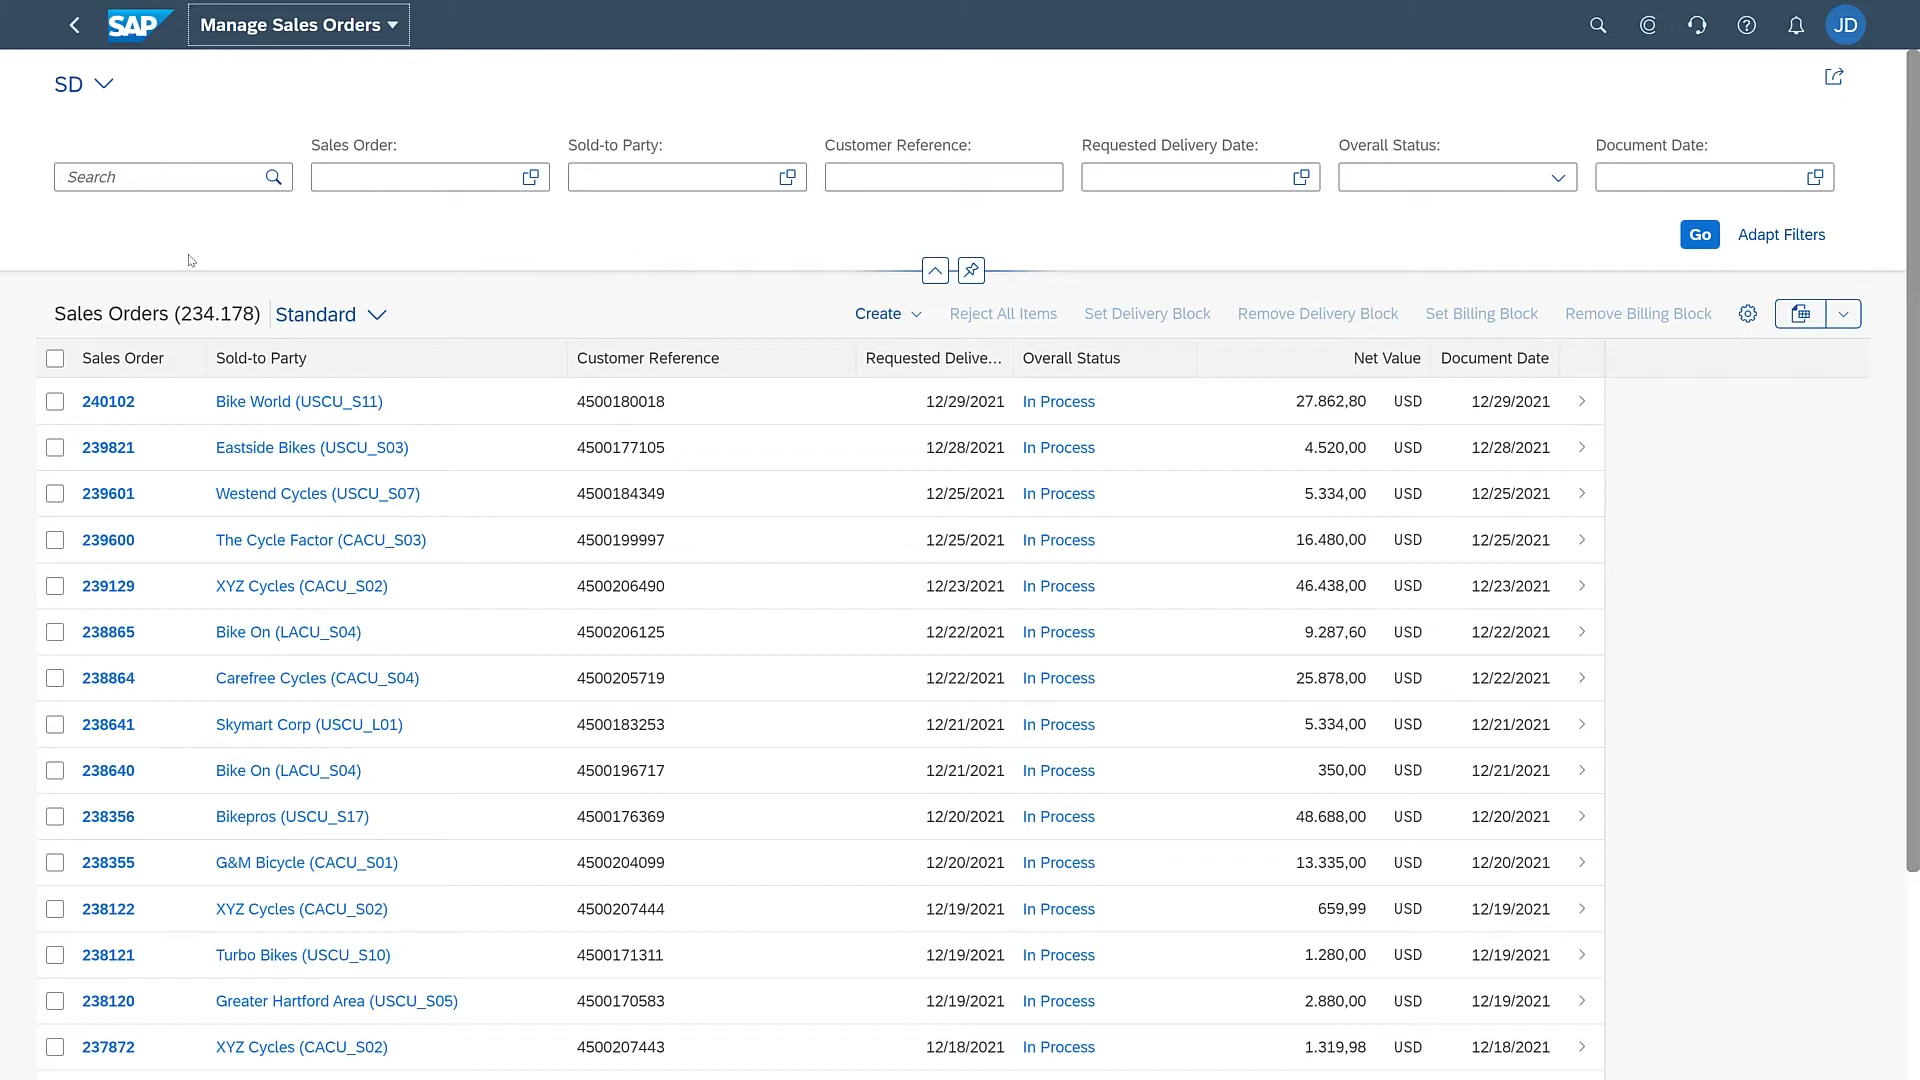 SAP Manage Sales Orders JD
SD
Sales Order: Sold-to Party: Customer Reference: Requested Delivery Date: Overall Status: Document Date:
Search
Go Adapt Filters
Sales Orders (234.178) Standard Create Reject All Items Set Delivery Block Remove Delivery Block Set Billing Block Remove Billing Block
Sales Order Sold-to Party Customer Reference Requested Delive... Overall Status Net Value Document Date
240102 Bike World (USCU_S11) 4500180018 12/29/2021 In Process 27.862,80 USD 12/29/2021
239821 Eastside Bikes (USCU_S03) 4500177105 12/28/2021 In Process 4.520,00 USD 12/28/2021
239601 Westend Cycles (USCU_S07) 4500184349 12/25/2021 In Process 5.334,00 USD 12/25/2021
239600 The Cycle Factor (CACU_S03) 4500199997 12/25/2021 In Process 16.480,00 USD 12/25/2021
239129 XYZ Cycles (CACU_S02) 4500206490 12/23/2021 In Process 46.438,00 USD 12/23/2021
238865 Bike On (LACU_S04) 4500206125 12/22/2021 In Process 9.287,60 USD 12/22/2021
238864 Carefree Cycles (CACU_S04) 4500205719 12/22/2021 In Process 25.878,00 USD 12/22/2021
238641 Skymart Corp (USCU_L01) 4500183253 12/21/2021 In Process 5.334,00 USD 12/21/2021
238640 Bike On (LACU_S04) 4500196717 12/21/2021 In Process 350,00 USD 12/21/2021
238356 Bikepros (USCU_S17) 4500176369 12/20/2021 In Process 48.688,00 USD 12/20/2021
238355 G&M Bicycle (CACU_S01) 4500204099 12/20/2021 In Process 13.335,00 USD 12/20/2021
238122 XYZ Cycles (CACU_S02) 4500207444 12/19/2021 In Process 659,99 USD 12/19/2021
238121 Turbo Bikes (USCU_S10) 4500171311 12/19/2021 In Process 1.280,00 USD 12/19/2021
238120 Greater Hartford Area (USCU_S05) 4500170583 12/19/2021 In Process 2.880,00 USD 12/19/2021
237872 XYZ Cycles (CACU_S02) 4500207443 12/18/2021 In Process 1.319,98 USD 12/18/2021